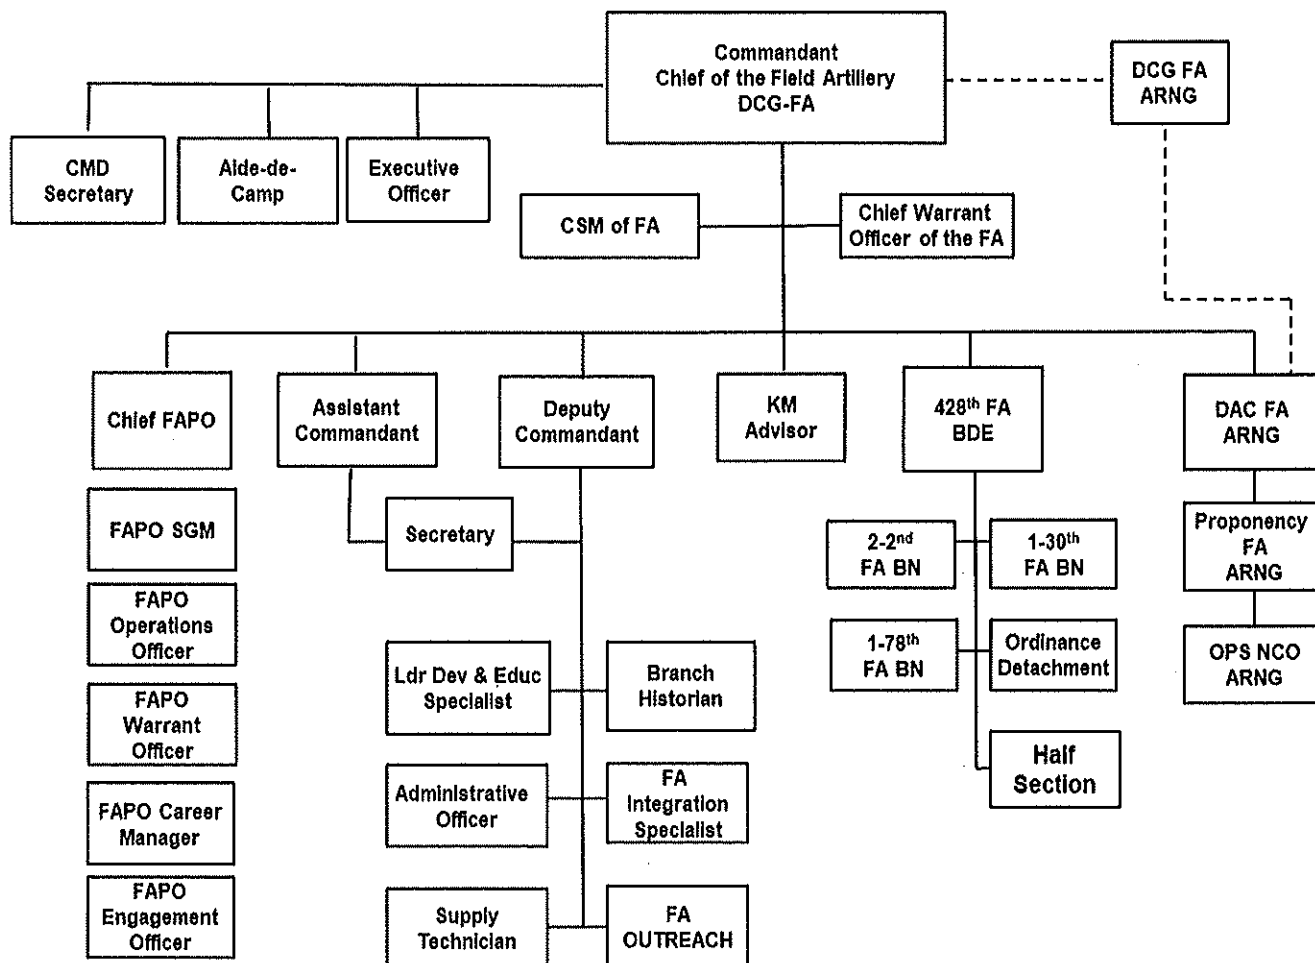 Commandant
Chief of the Field Artillery
DCG-FA
DCG FA
ARNG
CMD
Secretary
Aide-de-
Camp
Executive
Officer
CSM of FA
Chief Warrant
Officer of the FA
Chief FAPO
Assistant
Commandant
Deputy
Commandant
KM
Advisor
428th FA
BDE
DAC FA
ARNG
FAPO SGM
Secretary
2-2nd
FA BN
1-30th
FA BN
Proponency
FA
ARNG
FAPO
Operations
Officer
Ldr Dev & Educ
Specialist
Branch
Historian
1-78th
FA BN
Ordinance
Detachment
OPS NCO
ARNG
FAPO
Warrant
Officer
Half
Section
FAPO Career
Manager
Administrative
Officer
FA
Integration
Specialist
FAPO
Engagement
Officer
Supply
Technician
FA
OUTREACH